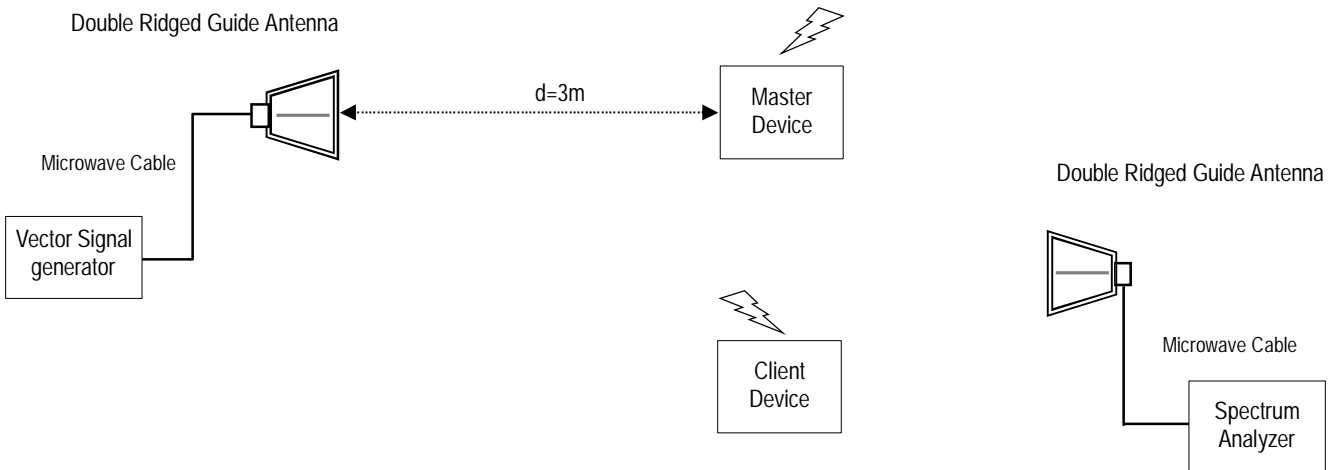 Double Ridged Guide Antenna
d=3m
Master
Device
Microwave Cable
Double Ridged Guide Antenna
Vector Signal
generator
Microwave Cable
Client
Device
Spectrum
Analyzer